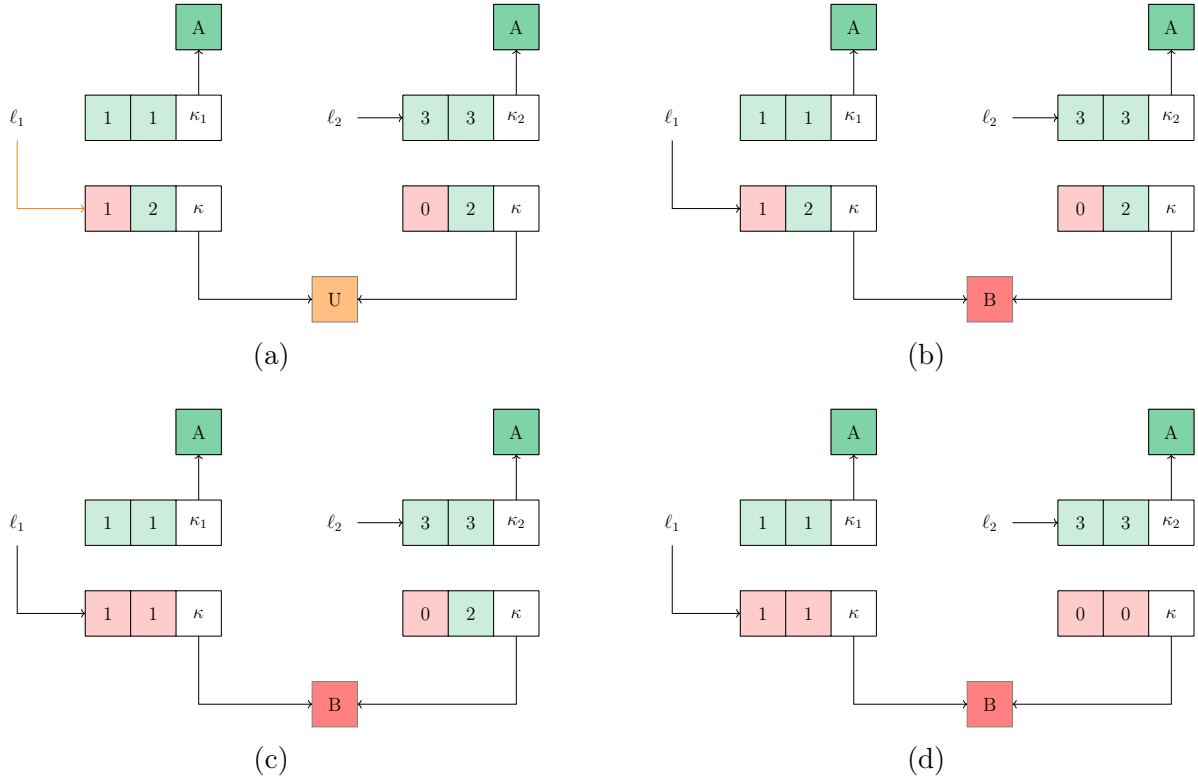 A A A A
ℓ₁ 1 1 κ₁ ℓ₂ 3 3 κ₂ ℓ₁ 1 1 κ₁ ℓ₂ 3 3 κ₂
1 2 κ 0 2 κ 1 2 κ 0 2 κ
U B
(a) (b)
A A A A
ℓ₁ 1 1 κ₁ ℓ₂ 3 3 κ₂ ℓ₁ 1 1 κ₁ ℓ₂ 3 3 κ₂
1 1 κ 0 2 κ 1 1 κ 0 0 κ
B B
(c) (d)